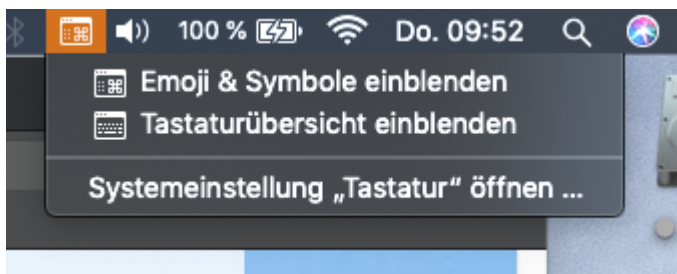 100 % Do. 09:52
Emoji & Symbole einblenden
Tastaturübersicht einblenden
Systemeinstellung „Tastatur“ öffnen ...